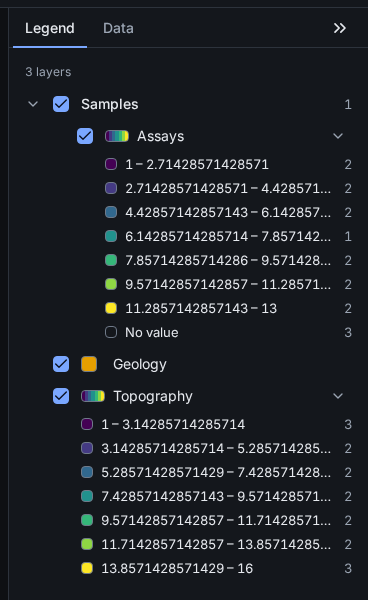 Legend Data
3 layers
Samples 1
Assays
1 – 2.71428571428571 2
2.71428571428571 – 4.428571... 2
4.42857142857143 – 6.142857... 2
6.14285714285714 – 7.857142... 1
7.85714285714286 – 9.571428... 2
9.57142857142857 – 11.28571... 2
11.2857142857143 – 13 2
No value 3
Geology
Topography
1 – 3.14285714285714 3
3.14285714285714 – 5.285714285... 2
5.28571428571429 – 7.428571428... 2
7.42857142857143 – 9.571428571... 2
9.57142857142857 – 11.71428571... 2
11.7142857142857 – 13.85714285... 2
13.8571428571429 – 16 3